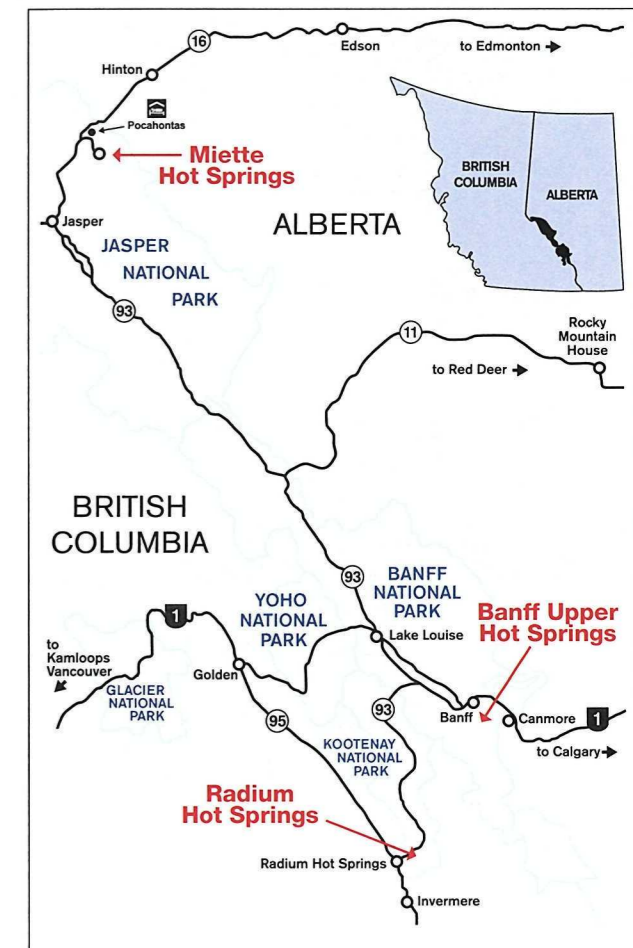 16
Edson
to Edmonton
Hinton
Pocahontas
Miette
Hot Springs
BRITISH
COLUMBIA
ALBERTA
Jasper
ALBERTA
JASPER
NATIONAL
PARK
93
11
Rocky
Mountain
House
to Red Deer
BRITISH
COLUMBIA
93
BANFF
NATIONAL
PARK
YOHO
NATIONAL
PARK
Banff Upper
Hot Springs
1
Lake Louise
to
Kamloops
Vancouver
Golden
GLACIER
NATIONAL
PARK
95
93
Banff
Canmore
1
to Calgary
KOOTENAY
NATIONAL
PARK
Radium
Hot Springs
Radium Hot Springs
Invermere